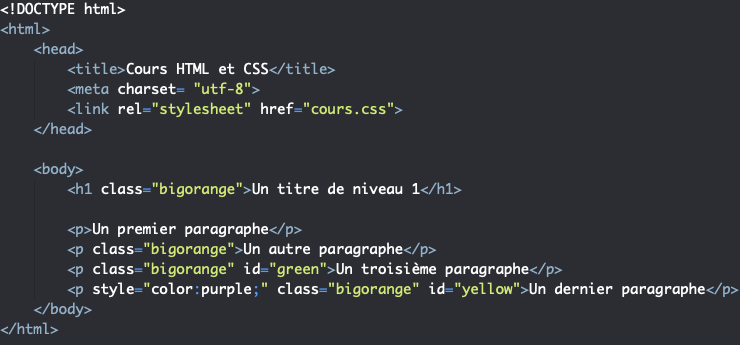 <!DOCTYPE html>
<html>
<head>
<title>Cours HTML et CSS</title>
<meta charset= "utf-8">
<link rel="stylesheet" href="cours.css">
</head>
<body>
<h1 class="bigorange">Un titre de niveau 1</h1>
<p>Un premier paragraphe</p>
<p class="bigorange">Un autre paragraphe</p>
<p class="bigorange" id="green">Un troisième paragraphe</p>
<p style="color:purple;" class="bigorange" id="yellow">Un dernier paragraphe</p>
</body>
</html>